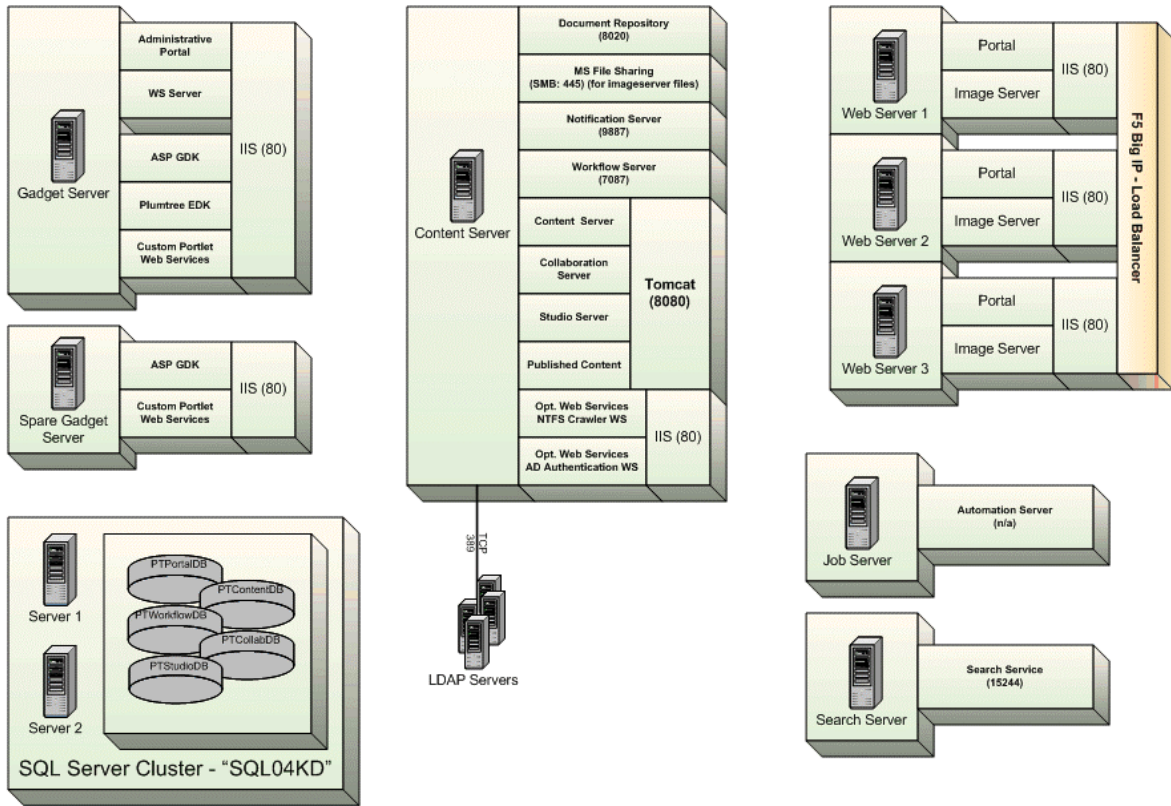 Administrative
Portal
WS Server
ASP GDK
Plumtree EDK
Custom Portlet
Web Services
IIS (80)
Gadget Server
ASP GDK
Custom Portlet
Web Services
IIS (80)
Spare Gadget
Server
Server 1
Server 2
PTPortalDB
PTContentDB
PTWorkflowDB
PTCollabDB
PTStudioDB
SQL Server Cluster - “SQL04KD”
Document Repository
(8020)
MS File Sharing
(SMB: 445) (for imageserver files)
Notification Server
(9887)
Workflow Server
(7087)
Content Server
Content Server
Collaboration
Server
Studio Server
Published Content
Tomcat
(8080)
Opt. Web Services
NTFS Crawler WS
Opt. Web Services
AD Authentication WS
IIS (80)
TCP
389
LDAP Servers
Portal
Image Server
IIS (80)
Web Server 1
Portal
Image Server
IIS (80)
Web Server 2
Portal
Image Server
IIS (80)
Web Server 3
F5 Big IP - Load Balancer
Automation Server
(n/a)
Job Server
Search Service
(15244)
Search Server